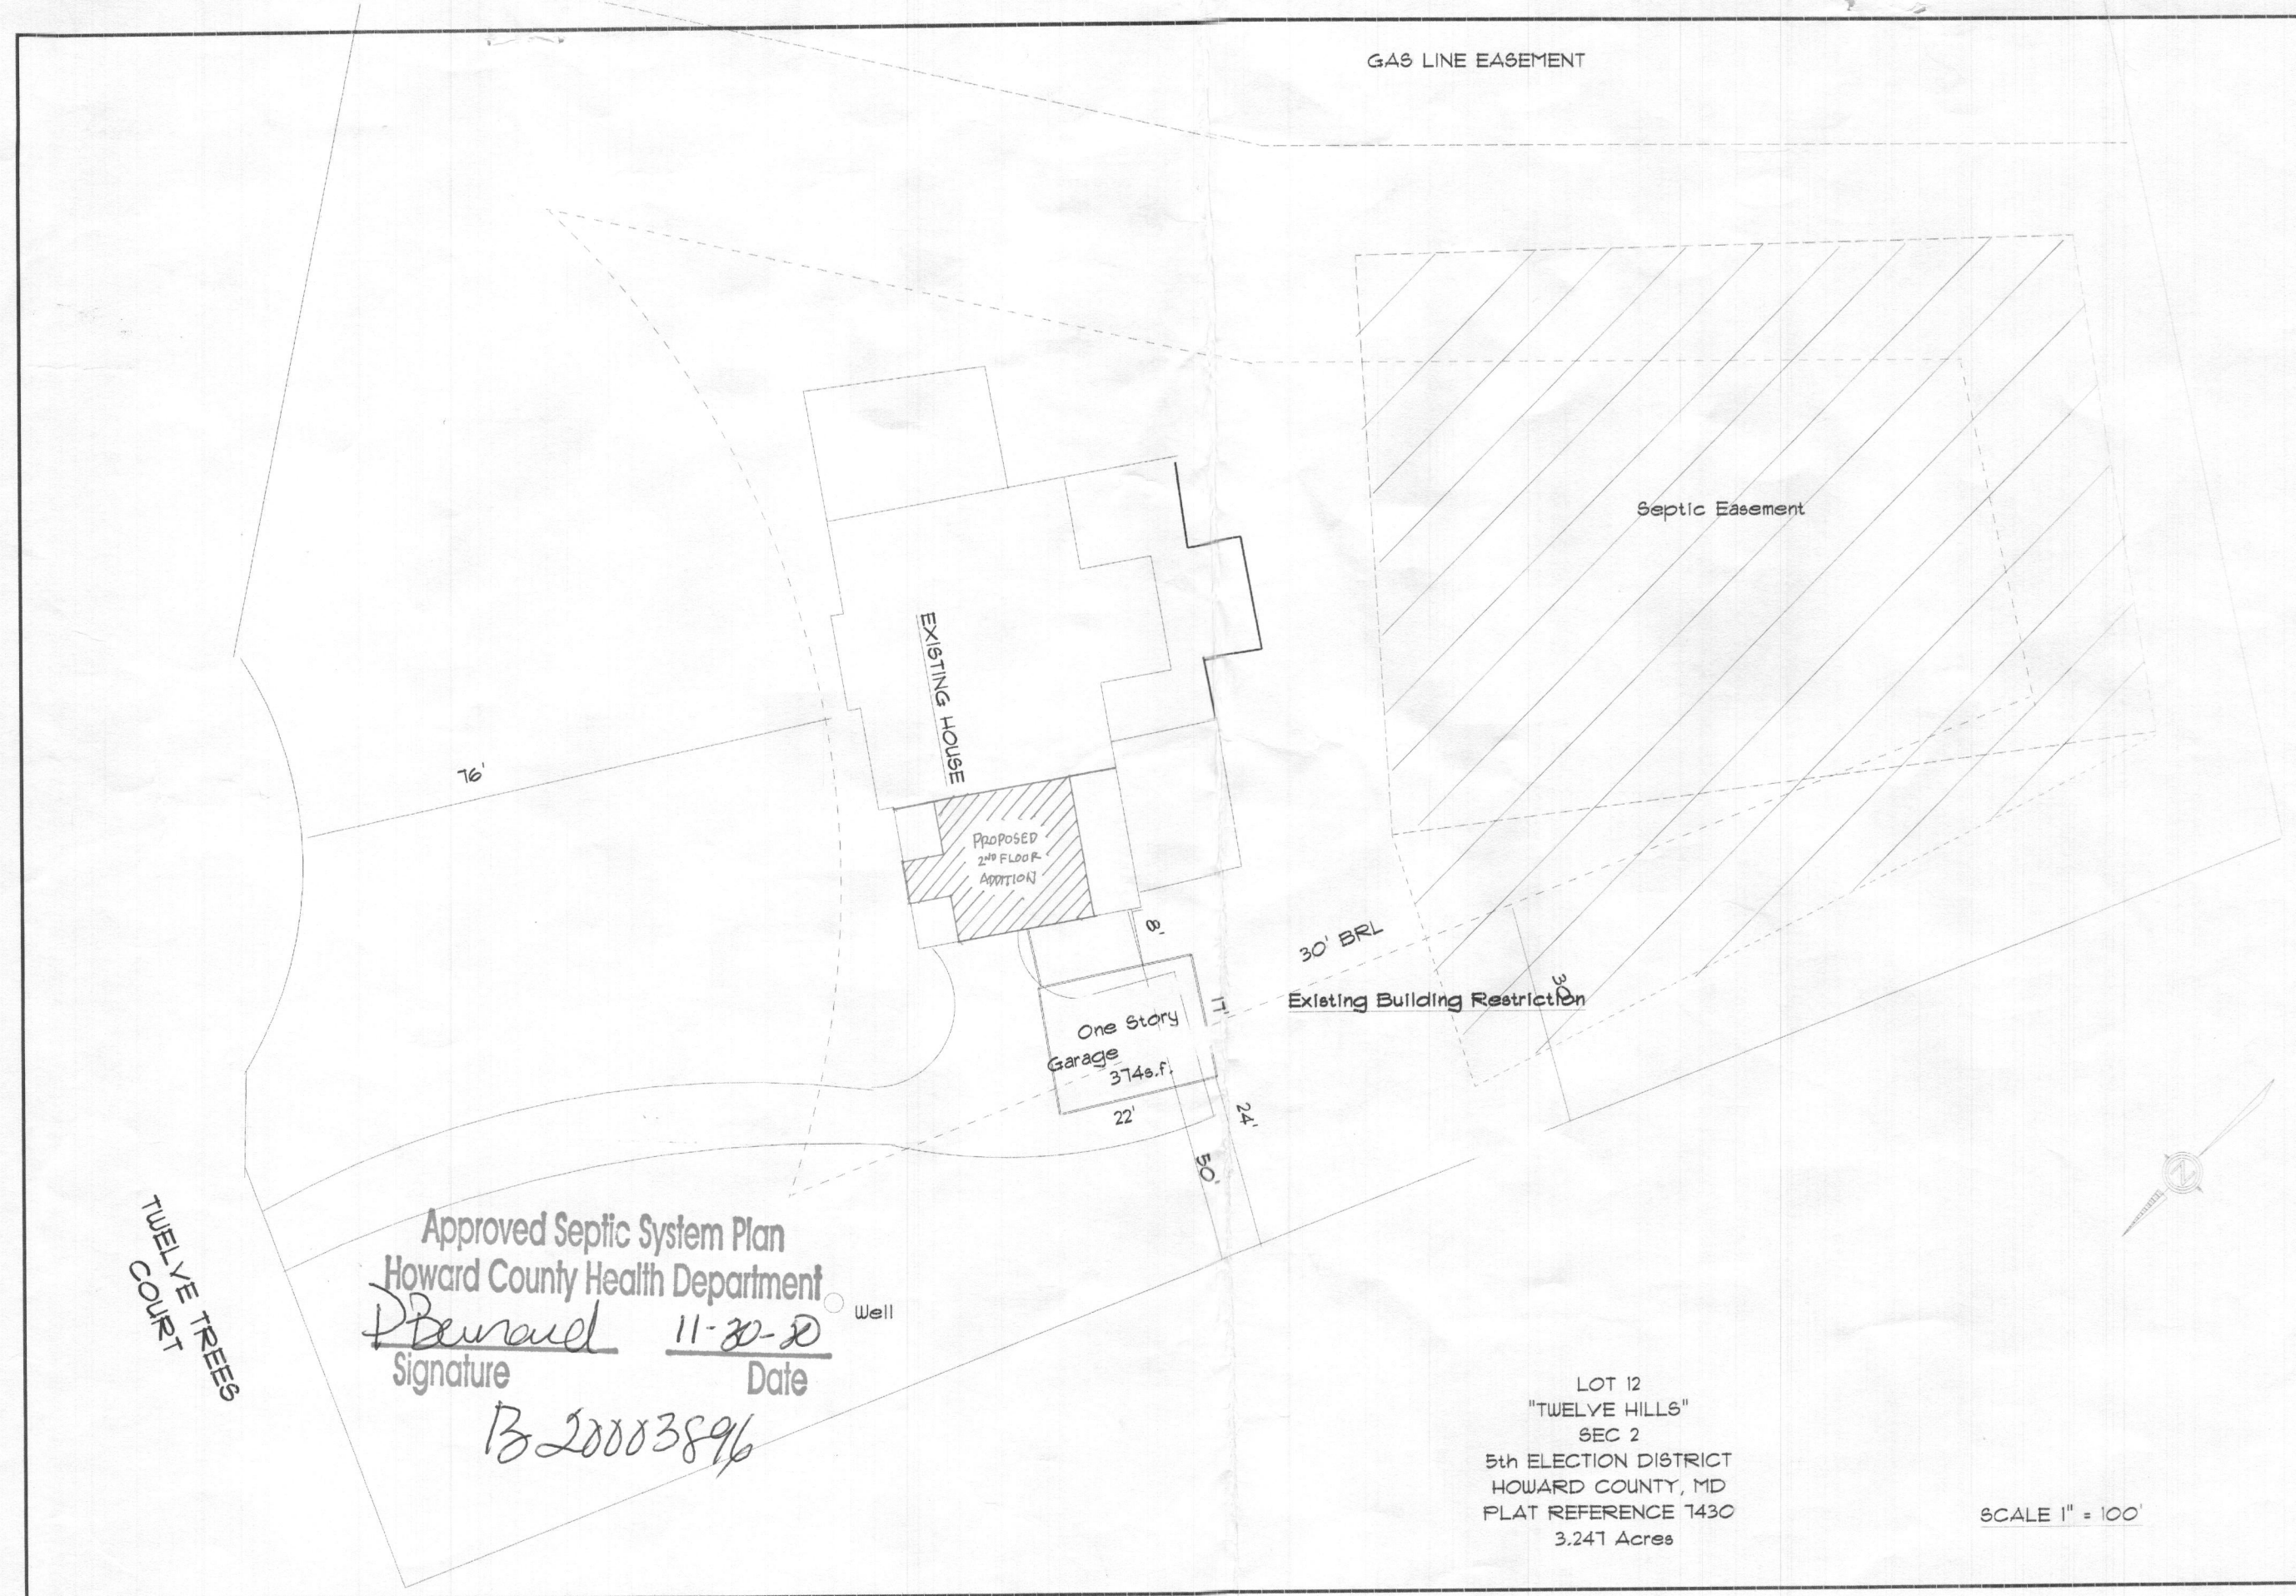 GAS LINE EASEMENT
Septic Easement
EXISTING HOUSE
76'
PROPOSED
2ND FLOOR
ADDITION
8'
30' BRL
30'
Existing Building Restriction
17'
One Story
Garage
374s.f.
22'
24'
50'
TWELVE TREES
COURT
Approved Septic System Plan
Howard County Health Department
Well
11-30-20
Signature
Date
B20003896
N
LOT 12
"TWELVE HILLS"
SEC 2
5th ELECTION DISTRICT
HOWARD COUNTY, MD
PLAT REFERENCE 7430
3.247 Acres
SCALE 1" = 100'